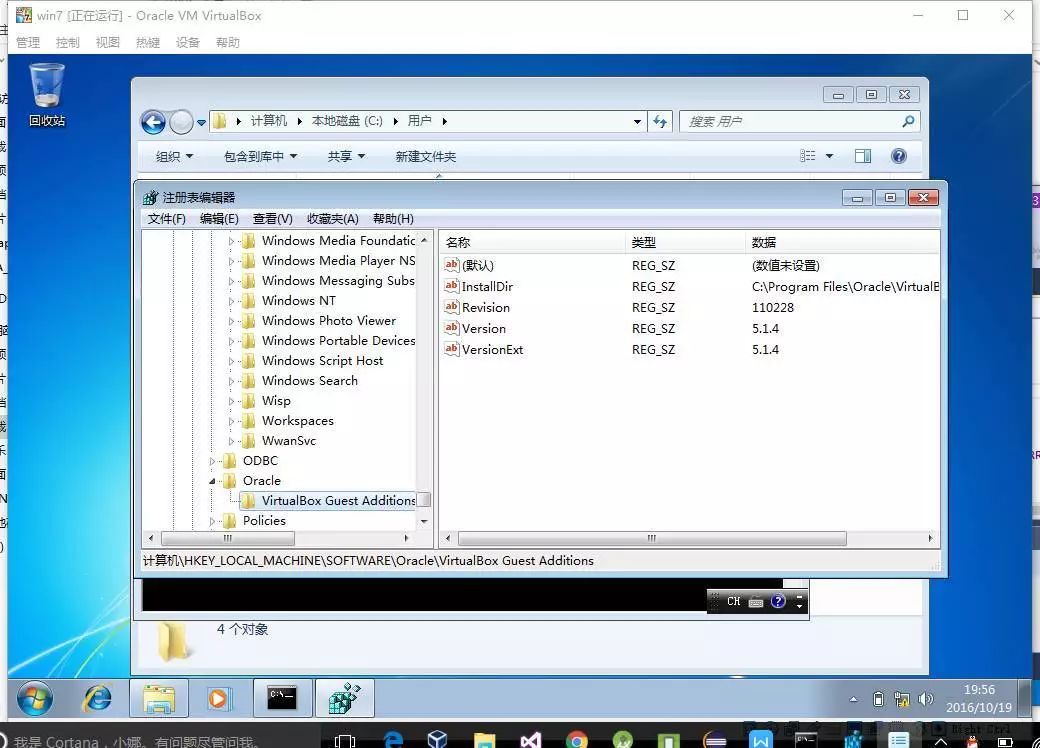 win7 [正在运行] - Oracle VM VirtualBox
管理 控制 视图 热键 设备 帮助
回收站
计算机 本地磁盘 (C:) 用户
搜索 用户
组织 包含到库中 共享 新建文件夹
注册表编辑器
文件(F) 编辑(E) 查看(V) 收藏夹(A) 帮助(H)
Windows Media Foundatic
Windows Media Player NS
Windows Messaging Subs
Windows NT
Windows Photo Viewer
Windows Portable Devices
Windows Script Host
Windows Search
Wisp
Workspaces
WwanSvc
ODBC
Oracle
VirtualBox Guest Additions
Policies
名称 类型 数据
(默认) REG_SZ (数值未设置)
InstallDir REG_SZ C:\Program Files\Oracle\VirtualB
Revision REG_SZ 110228
Version REG_SZ 5.1.4
VersionExt REG_SZ 5.1.4
计算机\HKEY_LOCAL_MACHINE\SOFTWARE\Oracle\VirtualBox Guest Additions
CH
4 个对象
19:56
2016/10/19
Right Ctrl
我是 Cortana，小娜。有问题尽管问我。